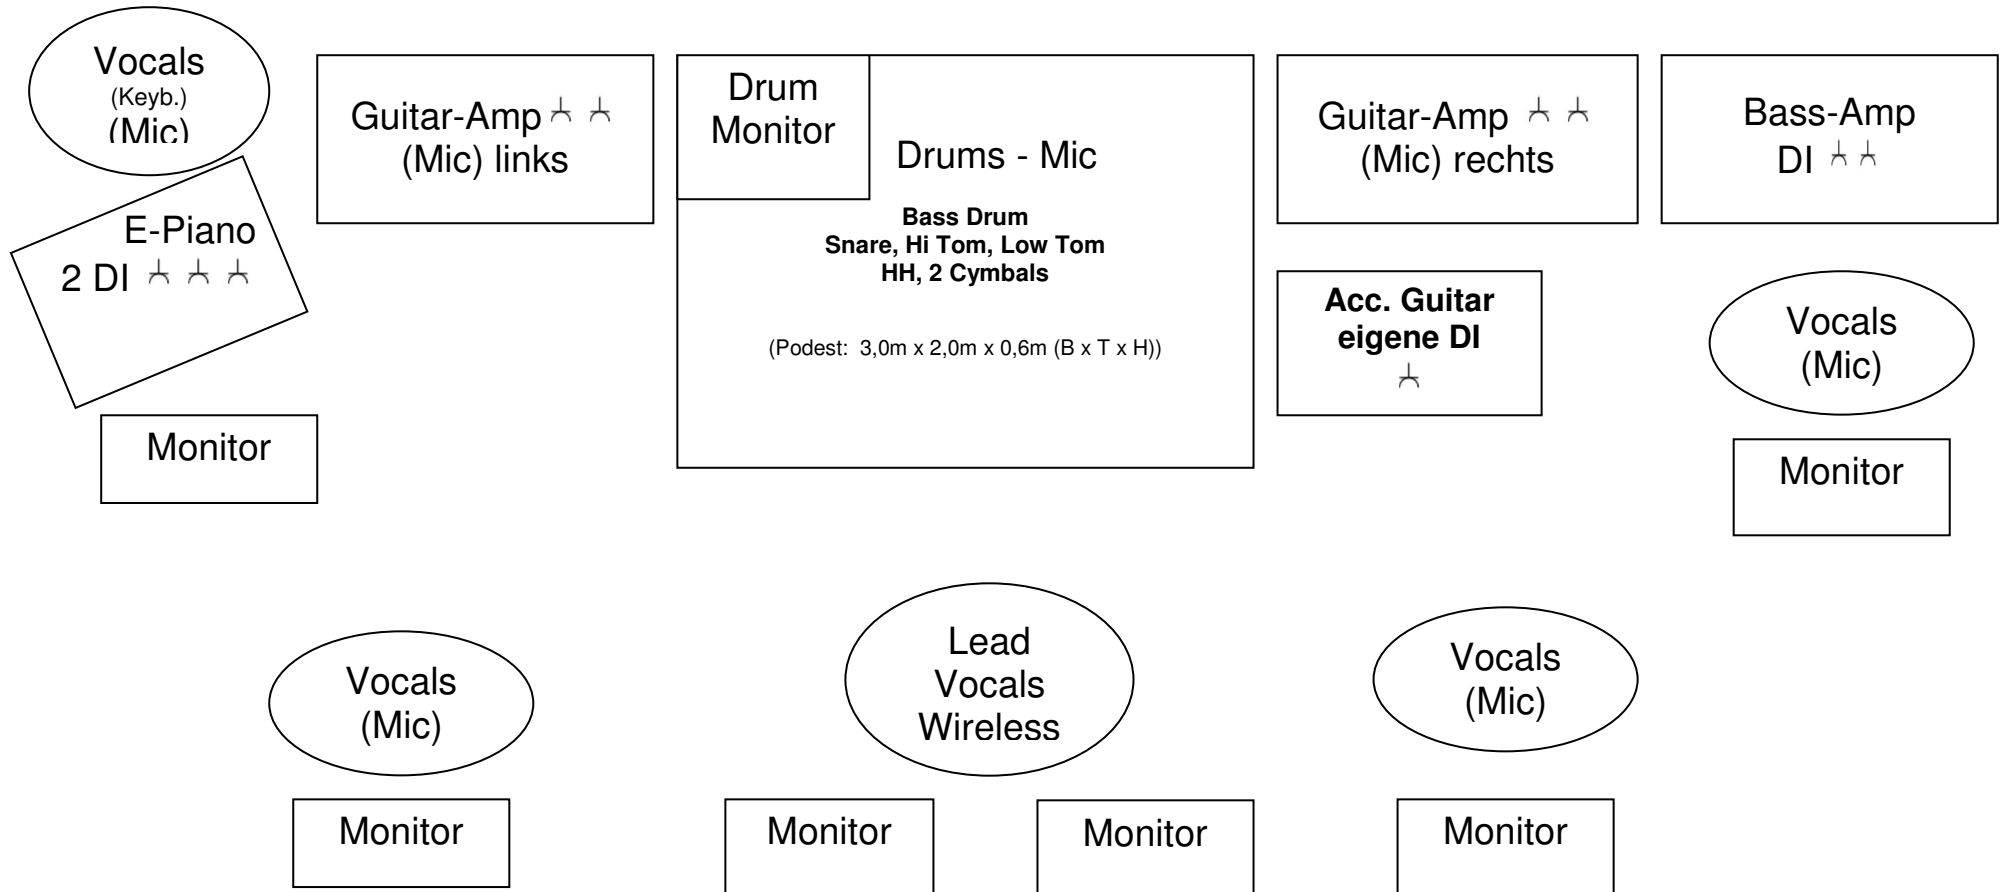 Vocals
(Keyb.)
(Mic)
Guitar-Amp
(Mic) links
Drum
Monitor
Drums - Mic
Bass Drum
Snare, Hi Tom, Low Tom
HH, 2 Cymbals
(Podest: 3,0m x 2,0m x 0,6m (B x T x H))
Guitar-Amp
(Mic) rechts
Bass-Amp
DI
E-Piano
2 DI
Monitor
Acc. Guitar
eigene DI
Vocals
(Mic)
Monitor
Vocals
(Mic)
Monitor
Lead
Vocals
Wireless
Monitor
Monitor
Vocals
(Mic)
Monitor